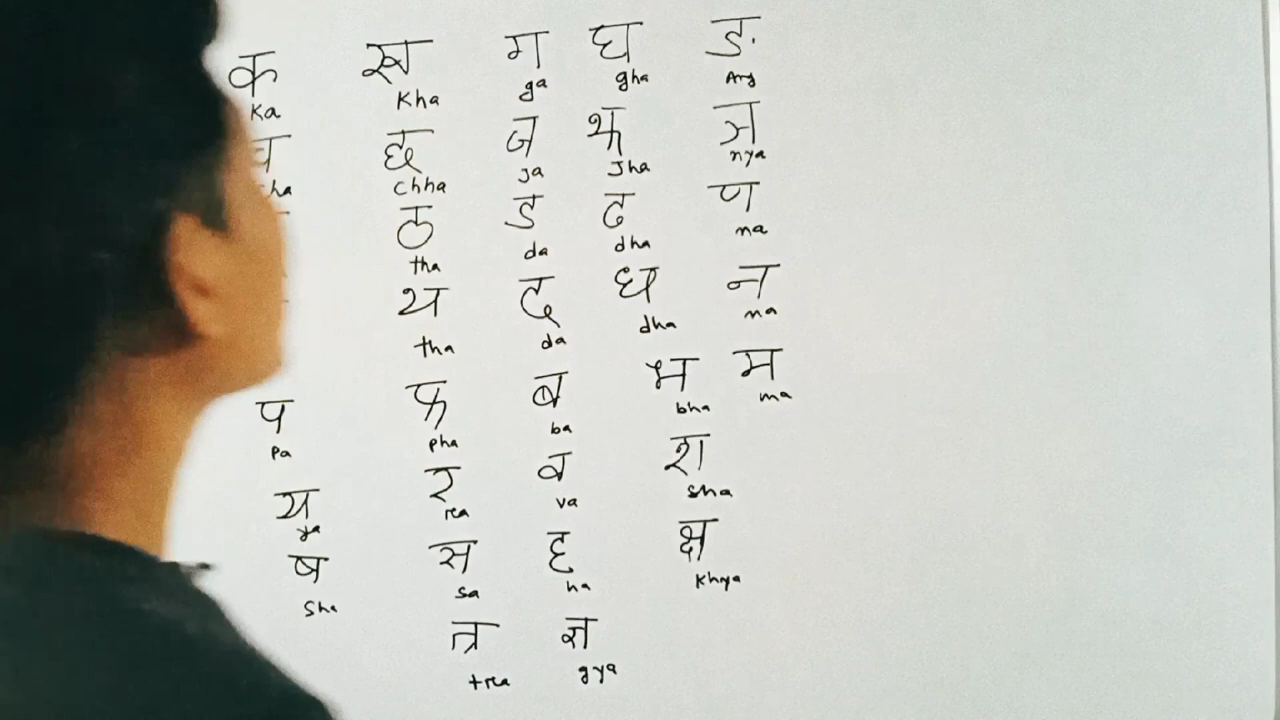 क ख ग घ ङ
ka kha ga gha Ang
च छ ज झ ञ
cha chha ja Jha nya
ठ ड ढ ण
tha da dha na
थ द ध न
tha da dha na
प फ ब भ म
pa pha ba bha ma
य र व श
ya ra va sha
ष स ह क्ष
sha sa ha khya
त्र ज्ञ
tra gya